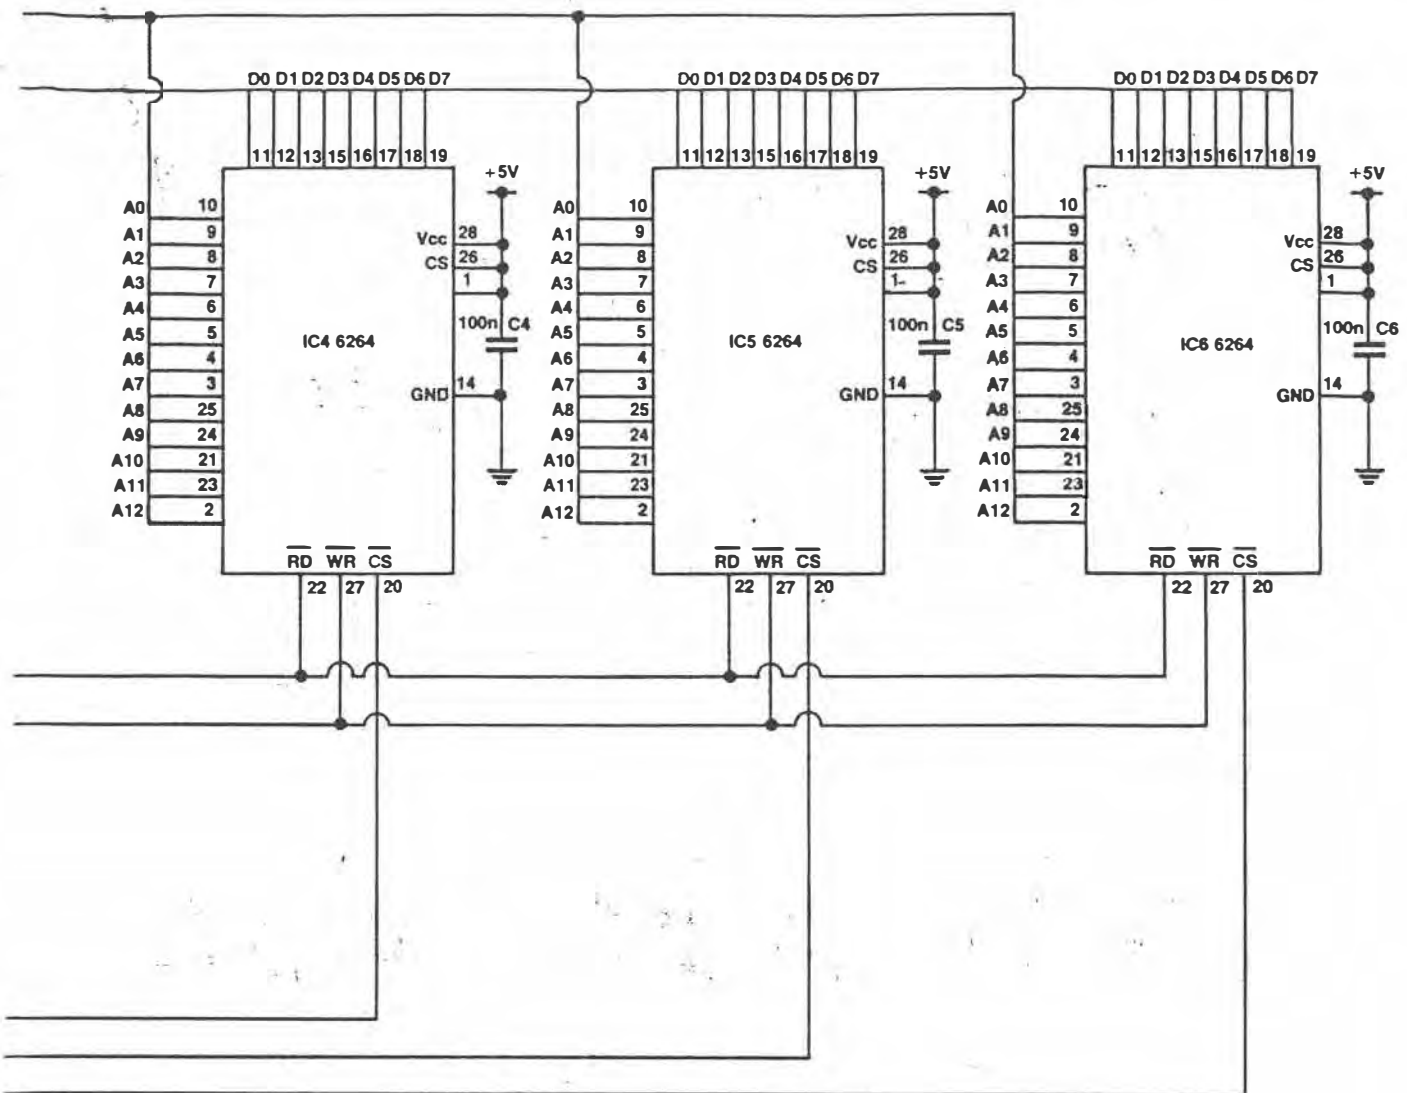 D0 D1 D2 D3 D4 D5 D6 D7
11 12 13 15 16 17 18 19
+5V
A0 10
A1 9
A2 8
A3 7
A4 6
A5 5
A6 4
A7 3
A8 25
A9 24
A10 21
A11 23
A12 2
Vcc 28
CS 26
1
100n C4
IC4 6264
GND 14
RD WR CS
22 27 20
D0 D1 D2 D3 D4 D5 D6 D7
11 12 13 15 16 17 18 19
+5V
A0 10
A1 9
A2 8
A3 7
A4 6
A5 5
A6 4
A7 3
A8 25
A9 24
A10 21
A11 23
A12 2
Vcc 28
CS 26
1
100n C5
IC5 6264
GND 14
RD WR CS
22 27 20
D0 D1 D2 D3 D4 D5 D6 D7
11 12 13 15 16 17 18 19
+5V
A0 10
A1 9
A2 8
A3 7
A4 6
A5 5
A6 4
A7 3
A8 25
A9 24
A10 21
A11 23
A12 2
Vcc 28
CS 26
1
100n C6
IC6 6264
GND 14
RD WR CS
22 27 20